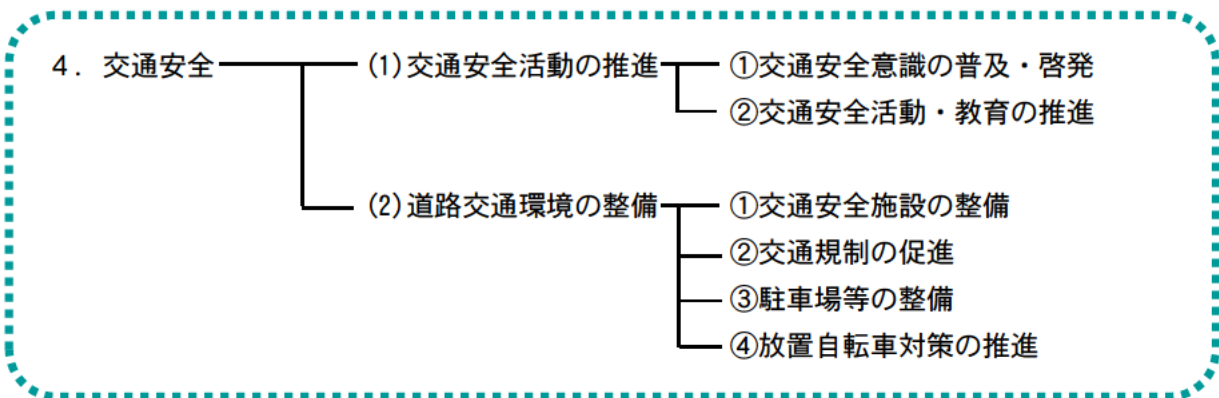 4．交通安全 (1)交通安全活動の推進 ①交通安全意識の普及・啓発
②交通安全活動・教育の推進
(2)道路交通環境の整備 ①交通安全施設の整備
②交通規制の促進
③駐車場等の整備
④放置自転車対策の推進